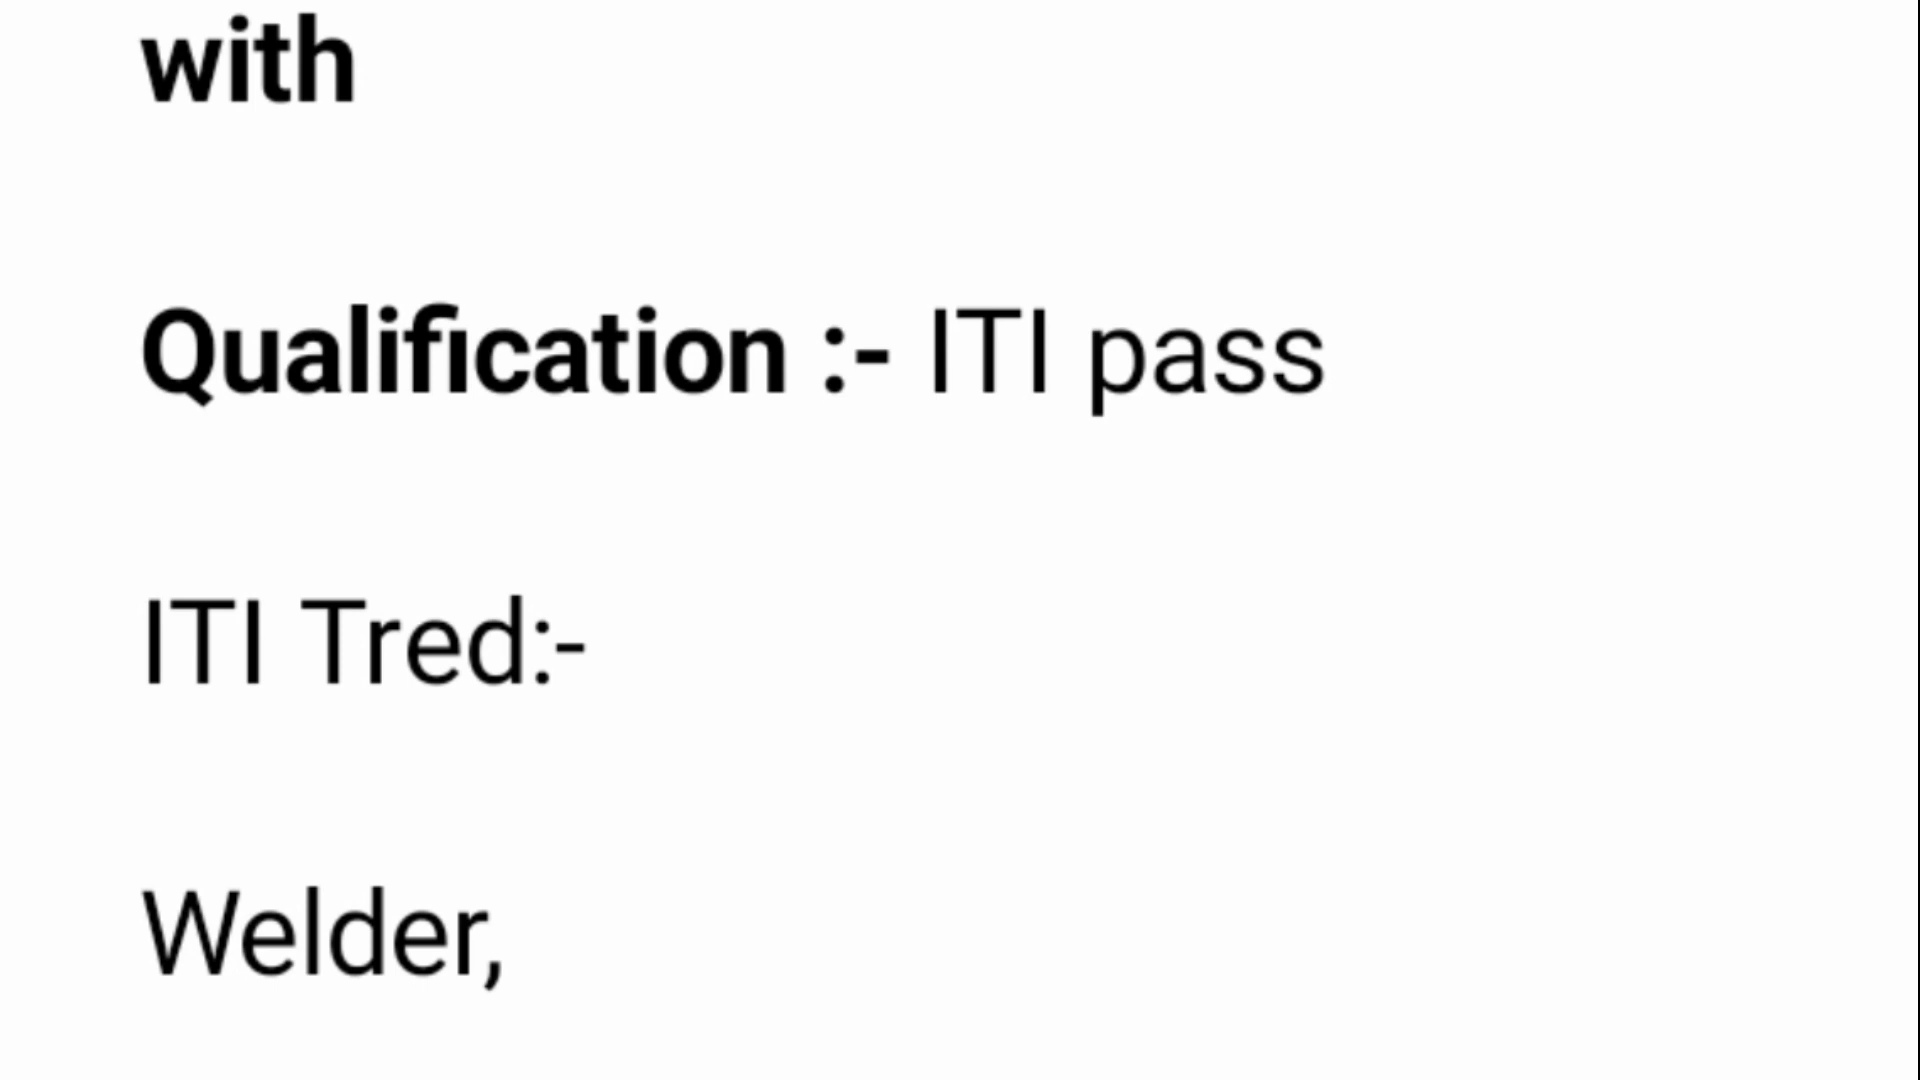 with
Qualification :- ITI pass
ITI Tred:-
Welder,